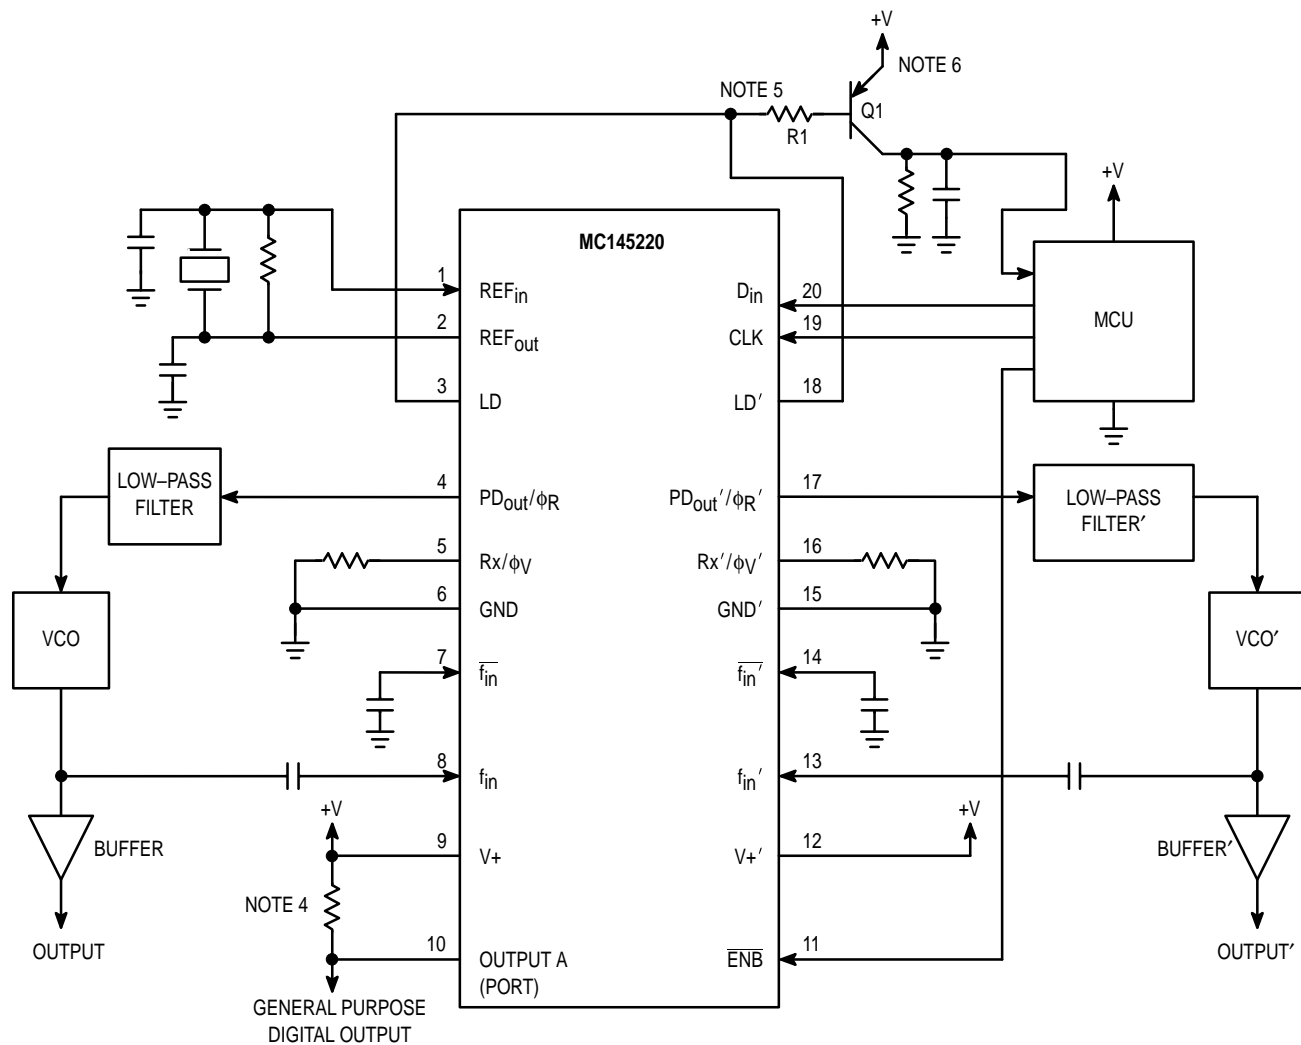 +V
NOTE 6
NOTE 5
Q1
R1
+V
MC145220
1
REFin
Din
20
MCU
2
REFout
CLK
19
3
LD
LD′
18
LOW–PASS
FILTER
4
PDout/ϕR
PDout′/ϕR′
17
LOW–PASS
FILTER′
5
Rx/ϕV
Rx′/ϕV′
16
6
GND
GND′
15
VCO
VCO′
7
fin
fin′
14
8
fin
fin′
13
+V
+V
BUFFER
9
V+
V+′
12
BUFFER′
NOTE 4
10
OUTPUT A
(PORT)
ENB
11
OUTPUT
OUTPUT′
GENERAL PURPOSE
DIGITAL OUTPUT